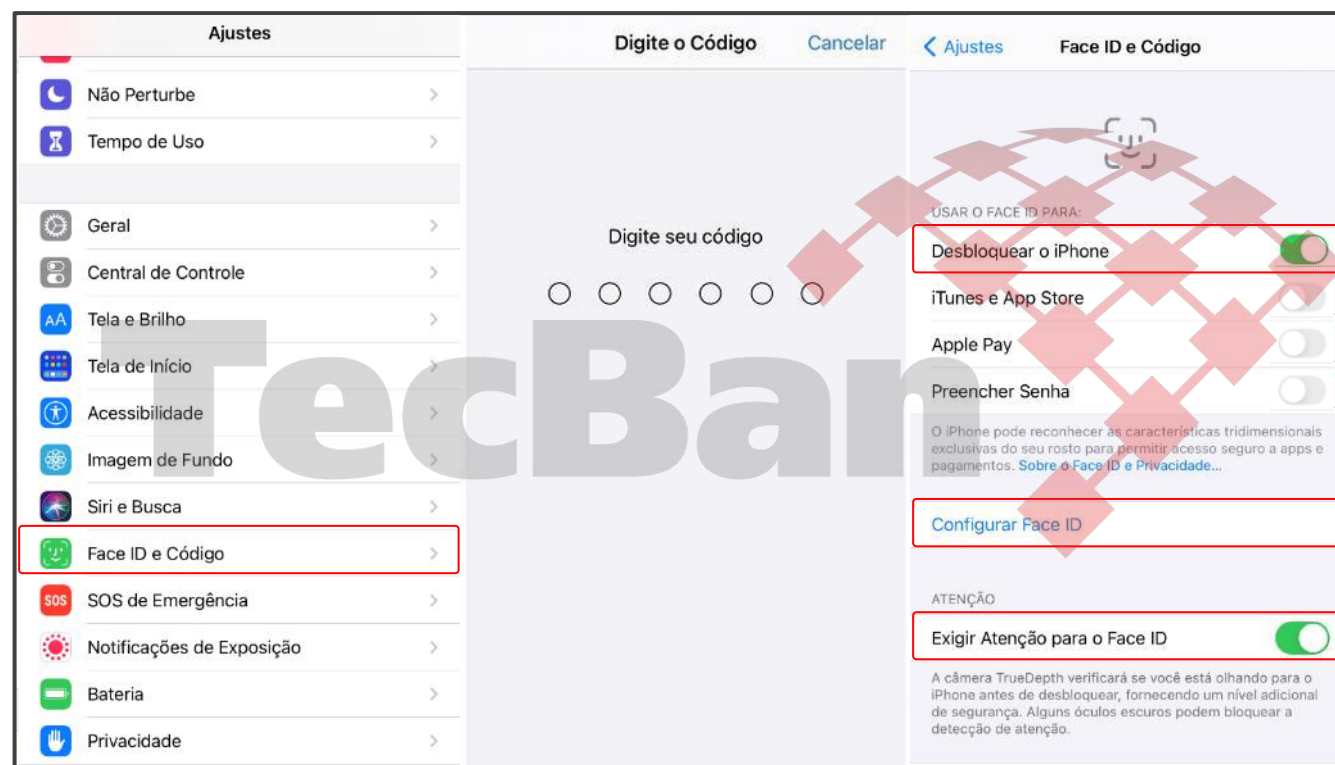 Ajustes
Não Perturbe
Tempo de Uso
Geral
Central de Controle
AA
Tela e Brilho
Tela de Início
Acessibilidade
Imagem de Fundo
Siri e Busca
Face ID e Código
SOS
SOS de Emergência
Notificações de Exposição
Bateria
Privacidade
Digite o Código
Cancelar
Digite seu código
Ajustes
Face ID e Código
USAR O FACE ID PARA:
Desbloquear o iPhone
iTunes e App Store
Apple Pay
Preencher Senha
O iPhone pode reconhecer as características tridimensionais
exclusivas do seu rosto para permitir acesso seguro a apps e
pagamentos. Sobre o Face ID e Privacidade...
Configurar Face ID
ATENÇÃO
Exigir Atenção para o Face ID
A câmera TrueDepth verificará se você está olhando para o
iPhone antes de desbloquear, fornecendo um nível adicional
de segurança. Alguns óculos escuros podem bloquear a
detecção de atenção.
TecBan